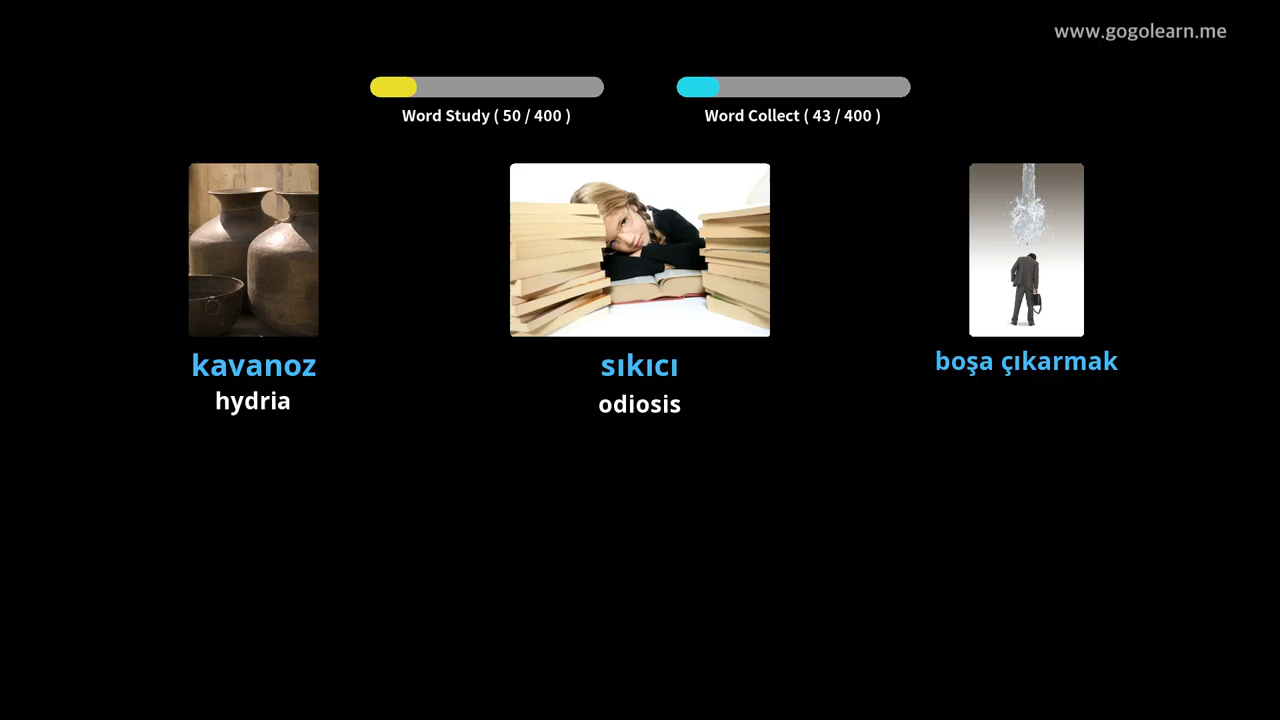 www.gogolearn.me
Word Study ( 50 / 400 )
Word Collect ( 43 / 400 )
kavanoz
hydria
sıkıcı
odiosis
boşa çıkarmak